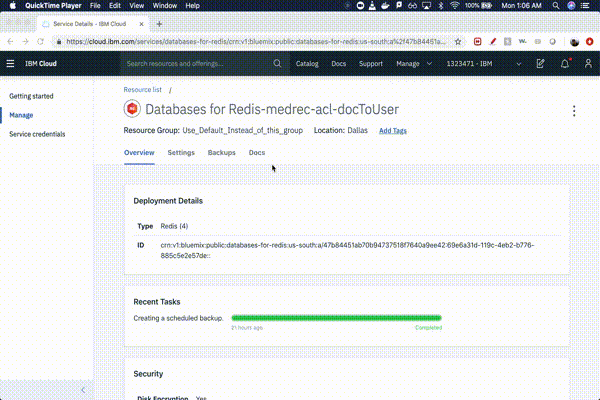 QuickTime Player File Edit View Window Help 100% Mon 1:06 AM
Service Details - IBM Cloud
https://cloud.ibm.com/services/databases-for-redis/crn:v1:bluemix:public:databases-for-redis:us-south:a%2f47b84451a...
IBM Cloud Search resources and offerings... Catalog Docs Support Manage 1323471 - IBM
Getting started
Manage
Service credentials
Resource list /
Databases for Redis-medrec-acl-docToUser
Resource Group: Use_Default_Instead_of_this_group Location: Dallas Add Tags
Overview Settings Backups Docs
Deployment Details
Type Redis (4)
ID crn:v1:bluemix:public:databases-for-redis:us-south:a/47b84451ab70b94737518f7640a9ee42:69e6a31d-119c-4eb2-b776-
885c5e2e57de::
Recent Tasks
Creating a scheduled backup.
21 hours ago Completed
Security
Disk Encryption Yes